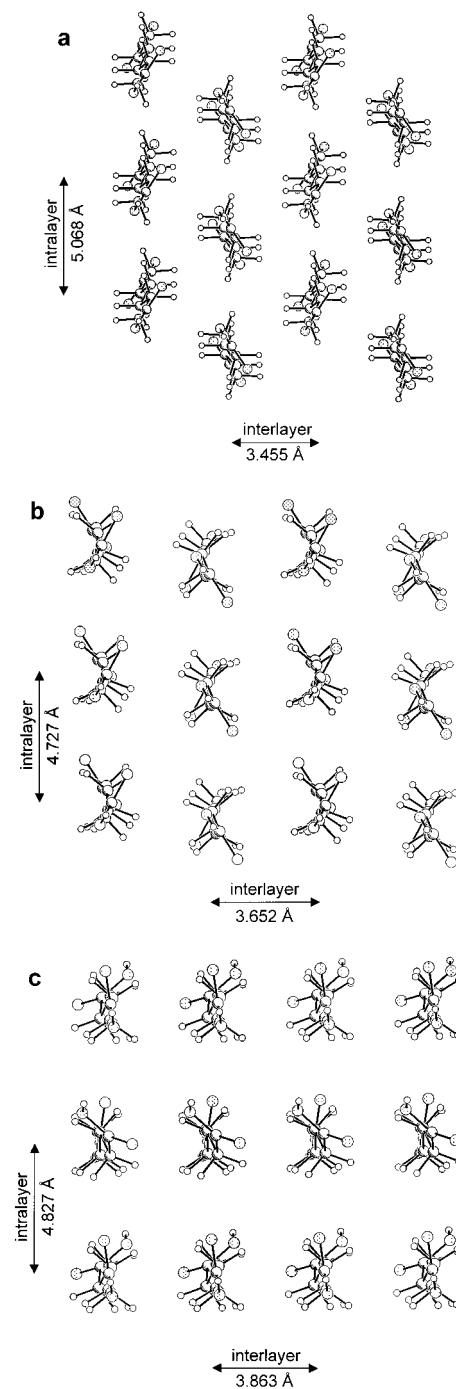 a
intralayer
5.068 Å
interlayer
3.455 Å
b
intralayer
4.727 Å
interlayer
3.652 Å
c
intralayer
4.827 Å
interlayer
3.863 Å